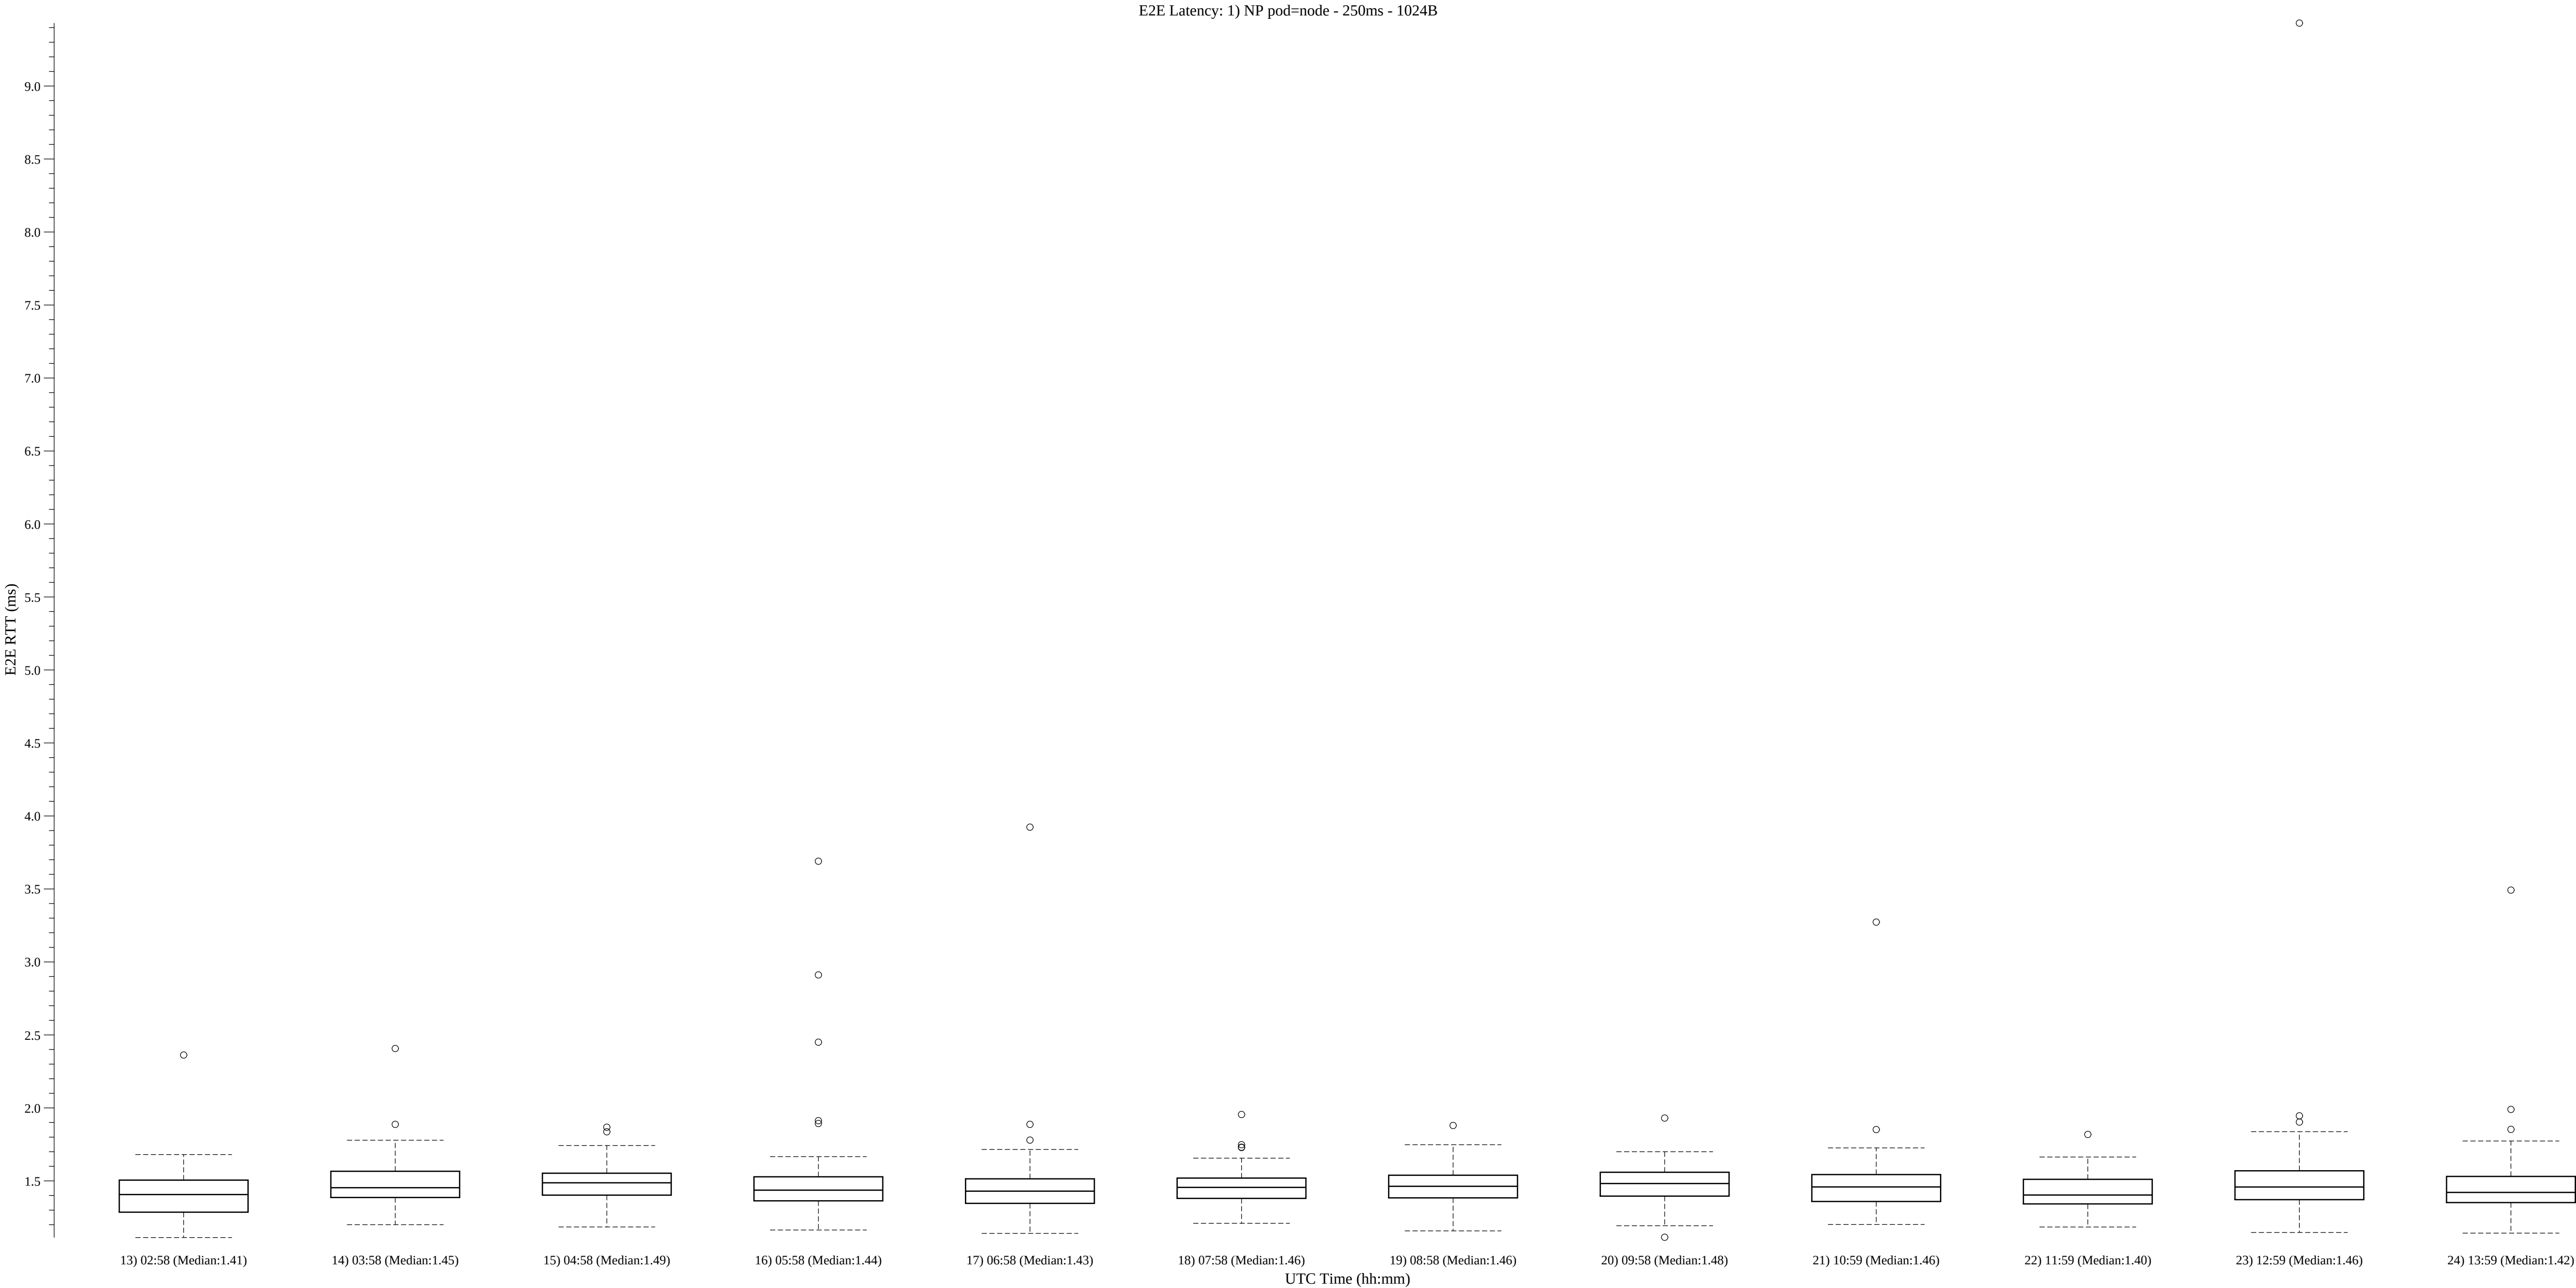 E2E Latency: 1) NP pod=node - 250ms - 1024B
9.0
8.5
8.0
7.5
7.0
6.5
6.0
5.5
5.0
4.5
4.0
3.5
3.0
2.5
2.0
1.5
E2E RTT (ms)
13) 02:58 (Median:1.41)
14) 03:58 (Median:1.45)
15) 04:58 (Median:1.49)
16) 05:58 (Median:1.44)
17) 06:58 (Median:1.43)
18) 07:58 (Median:1.46)
19) 08:58 (Median:1.46)
20) 09:58 (Median:1.48)
21) 10:59 (Median:1.46)
22) 11:59 (Median:1.40)
23) 12:59 (Median:1.46)
24) 13:59 (Median:1.42)
UTC Time (hh:mm)